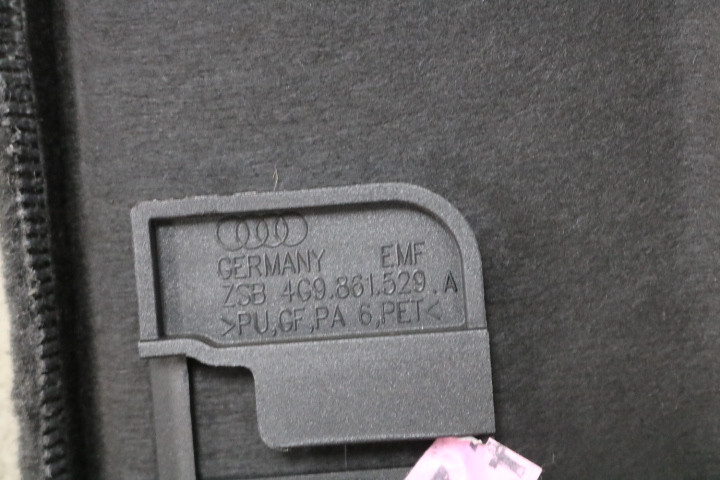 GERMANY EMF
ZSB 4G9.861.529.A
>PU,GF,PA 6,PET<